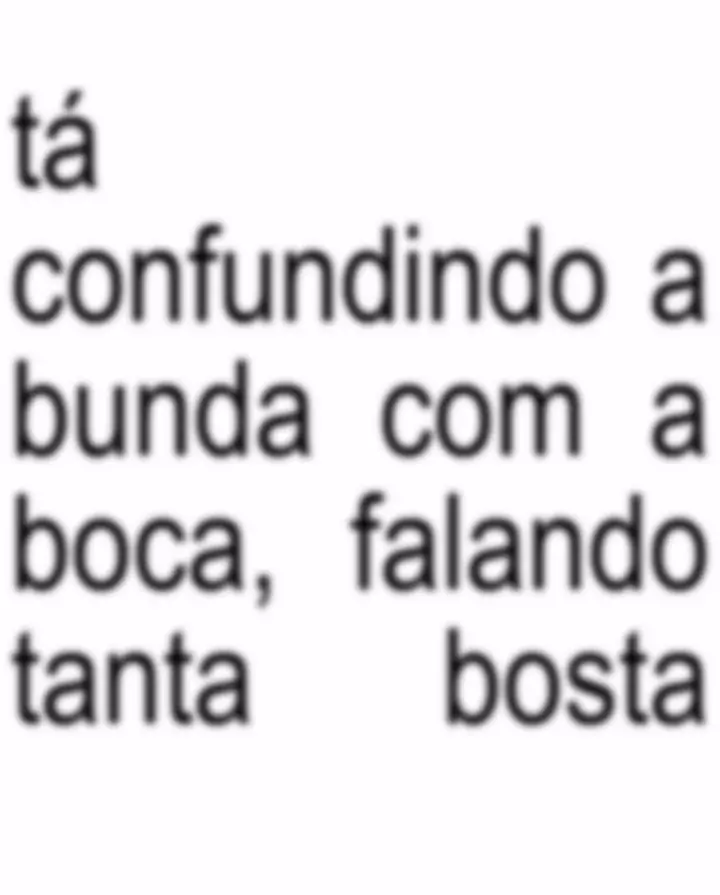 tá
confundindo a
bunda com a
boca, falando
tanta bosta